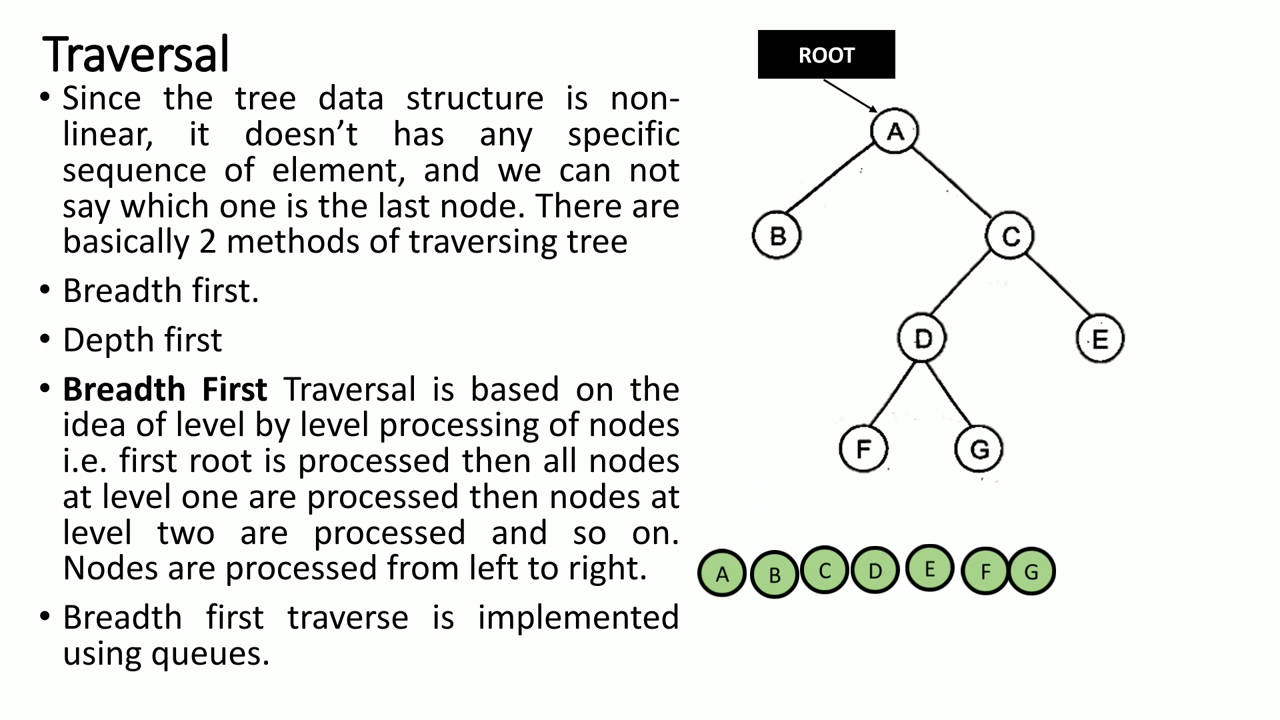 Traversal
• Since the tree data structure is non-
linear, it doesn’t has any specific
sequence of element, and we can not
say which one is the last node. There are
basically 2 methods of traversing tree
• Breadth first.
• Depth first
• Breadth First Traversal is based on the
idea of level by level processing of nodes
i.e. first root is processed then all nodes
at level one are processed then nodes at
level two are processed and so on.
Nodes are processed from left to right.
• Breadth first traverse is implemented
using queues.
ROOT
A
B C
D E
F G
A B C D E F G